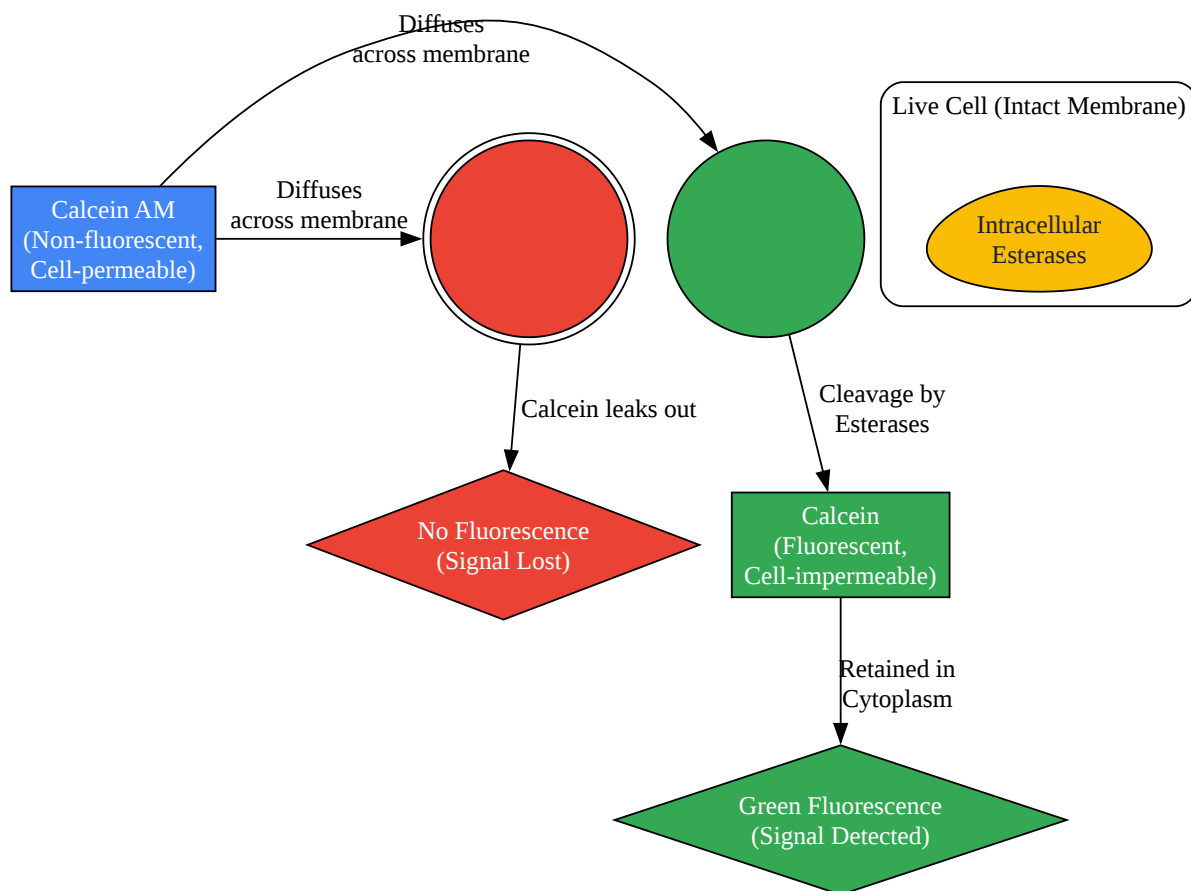 Diffuses
across membrane
Live Cell (Intact Membrane)
Calcein AM
(Non-fluorescent,
Cell-permeable)
Diffuses
across membrane
Intracellular
Esterases
Calcein leaks out
Cleavage by
Esterases
No Fluorescence
(Signal Lost)
Calcein
(Fluorescent,
Cell-impermeable)
Retained in
Cytoplasm
Green Fluorescence
(Signal Detected)